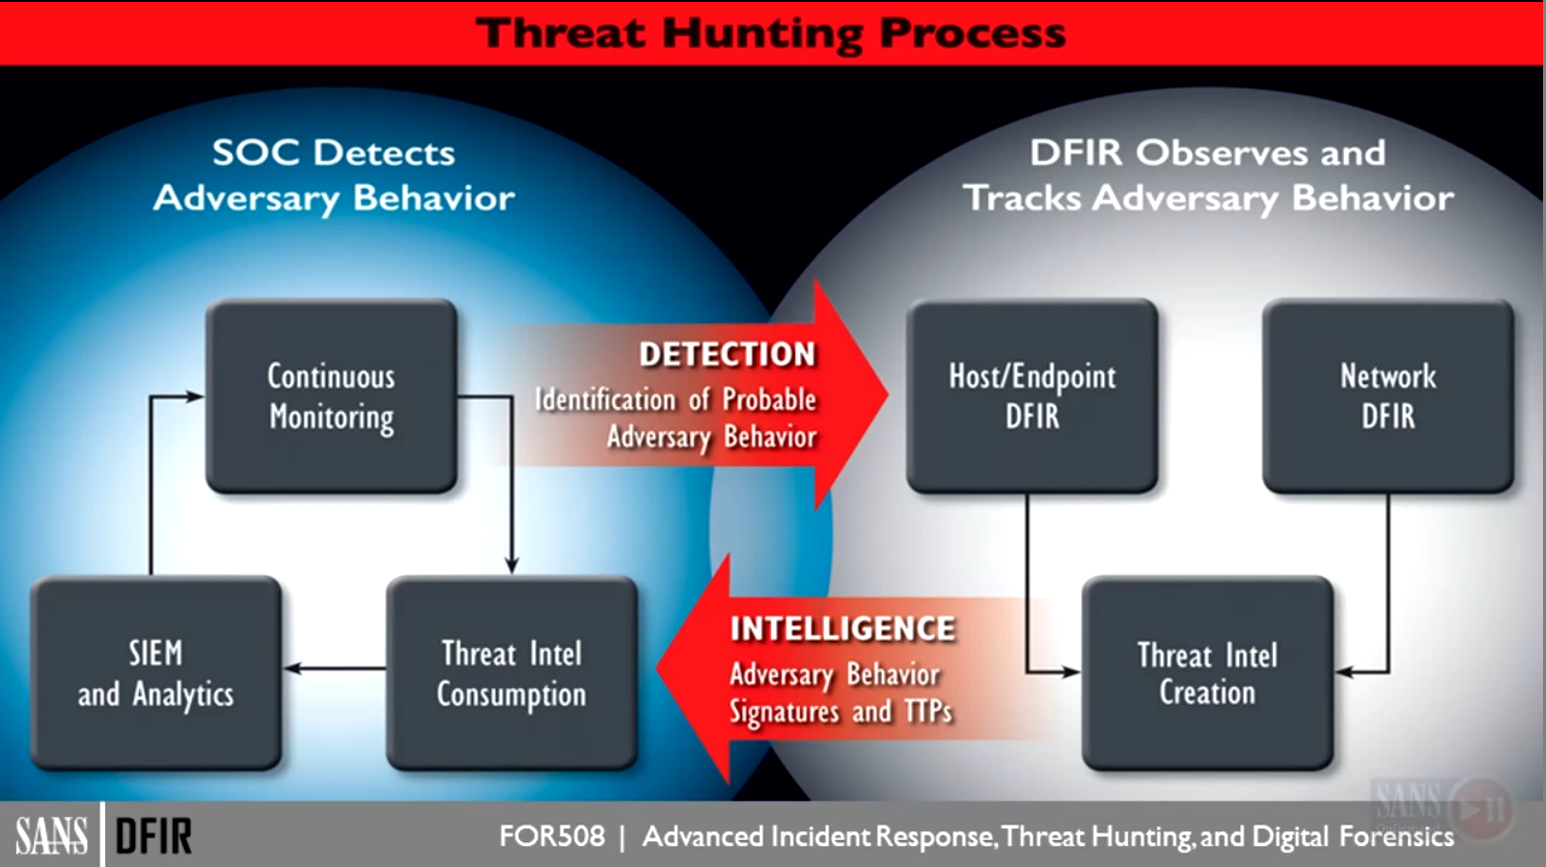 Threat Hunting Process
SOC Detects
Adversary Behavior
DFIR Observes and
Tracks Adversary Behavior
Continuous
Monitoring
DETECTION
Identification of Probable
Adversary Behavior
Host/Endpoint
DFIR
Network
DFIR
SIEM
and Analytics
Threat Intel
Consumption
INTELLIGENCE
Adversary Behavior
Signatures and TTPs
Threat Intel
Creation
SANS
SANS DFIR
FOR508 | Advanced Incident Response, Threat Hunting, and Digital Forensics